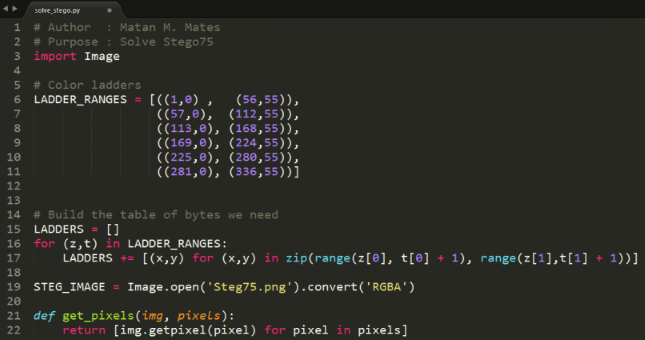 solve_stego.py
1 # Author  : Matan M. Mates
2 # Purpose : Solve Stego75
3 import Image
4
5 # Color ladders
6 LADDER_RANGES = [((1,0) ,   (56,55)),
7                  ((57,0),  (112,55)),
8                  ((113,0), (168,55)),
9                  ((169,0), (224,55)),
10                  ((225,0), (280,55)),
11                  ((281,0), (336,55))]
12
13
14 # Build the table of bytes we need
15 LADDERS = []
16 for (z,t) in LADDER_RANGES:
17     LADDERS += [(x,y) for (x,y) in zip(range(z[0], t[0] + 1), range(z[1],t[1] + 1))]
18
19 STEG_IMAGE = Image.open('Steg75.png').convert('RGBA')
20
21 def get_pixels(img, pixels):
22     return [img.getpixel(pixel) for pixel in pixels]